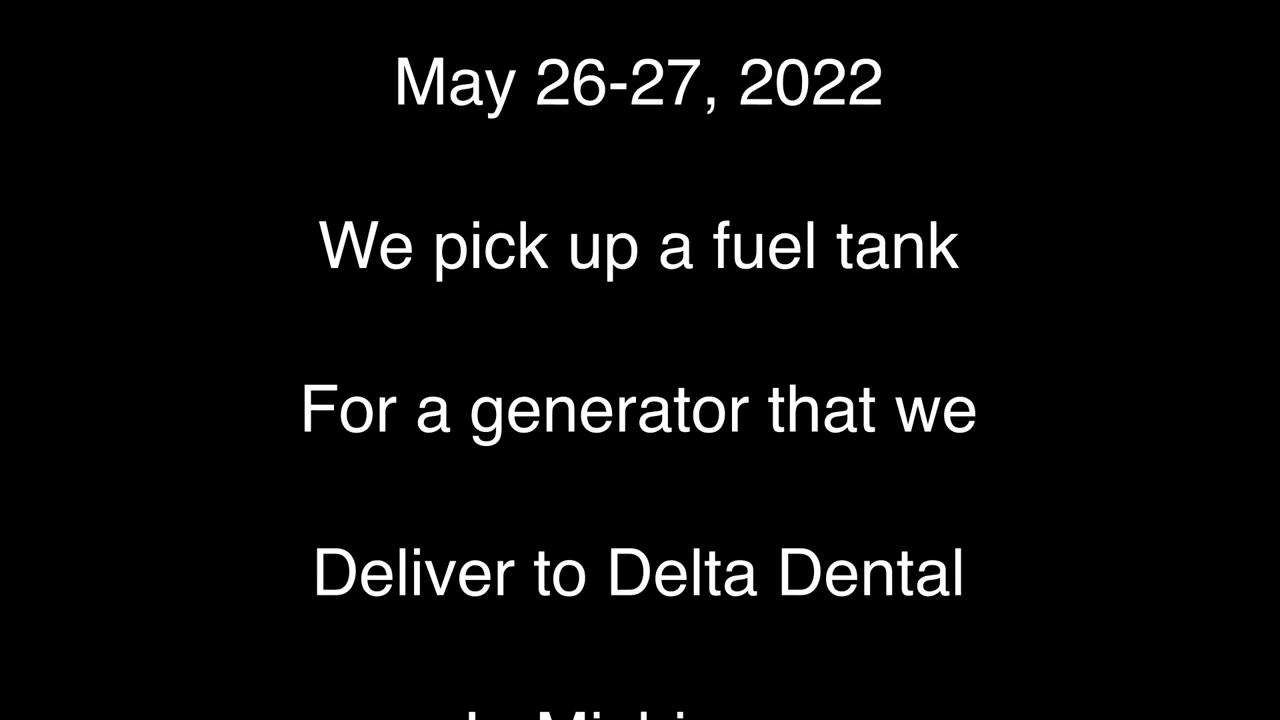 May 26-27, 2022
We pick up a fuel tank
For a generator that we
Deliver to Delta Dental